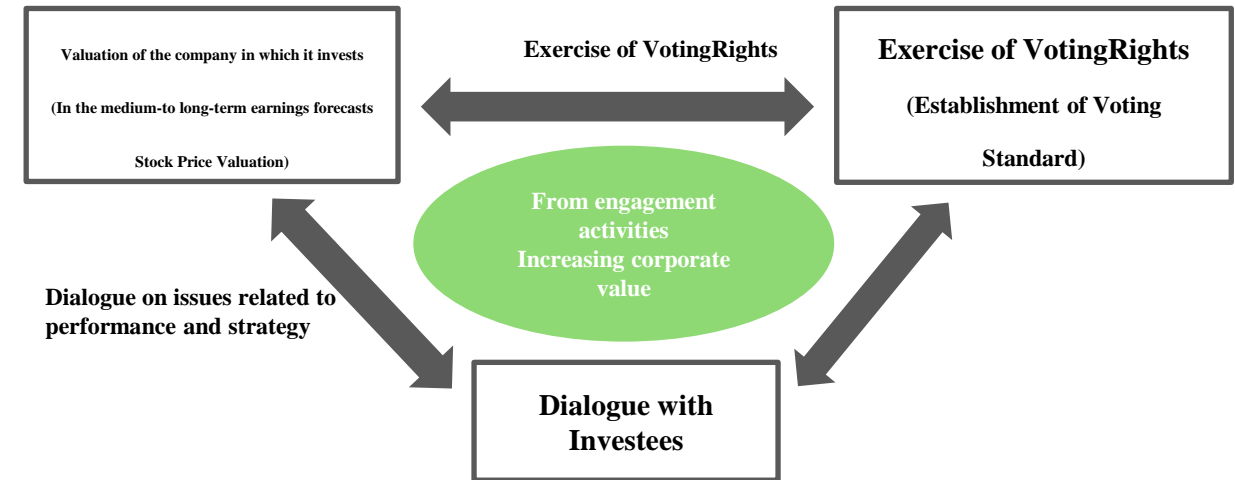 Valuation of the company in which it invests
(In the medium-to long-term earnings forecasts
Stock Price Valuation)
Exercise of VotingRights
Exercise of VotingRights
(Establishment of Voting
Standard)
From engagement
activities
Increasing corporate
value
Dialogue on issues related to
performance and strategy
Dialogue with
Investees